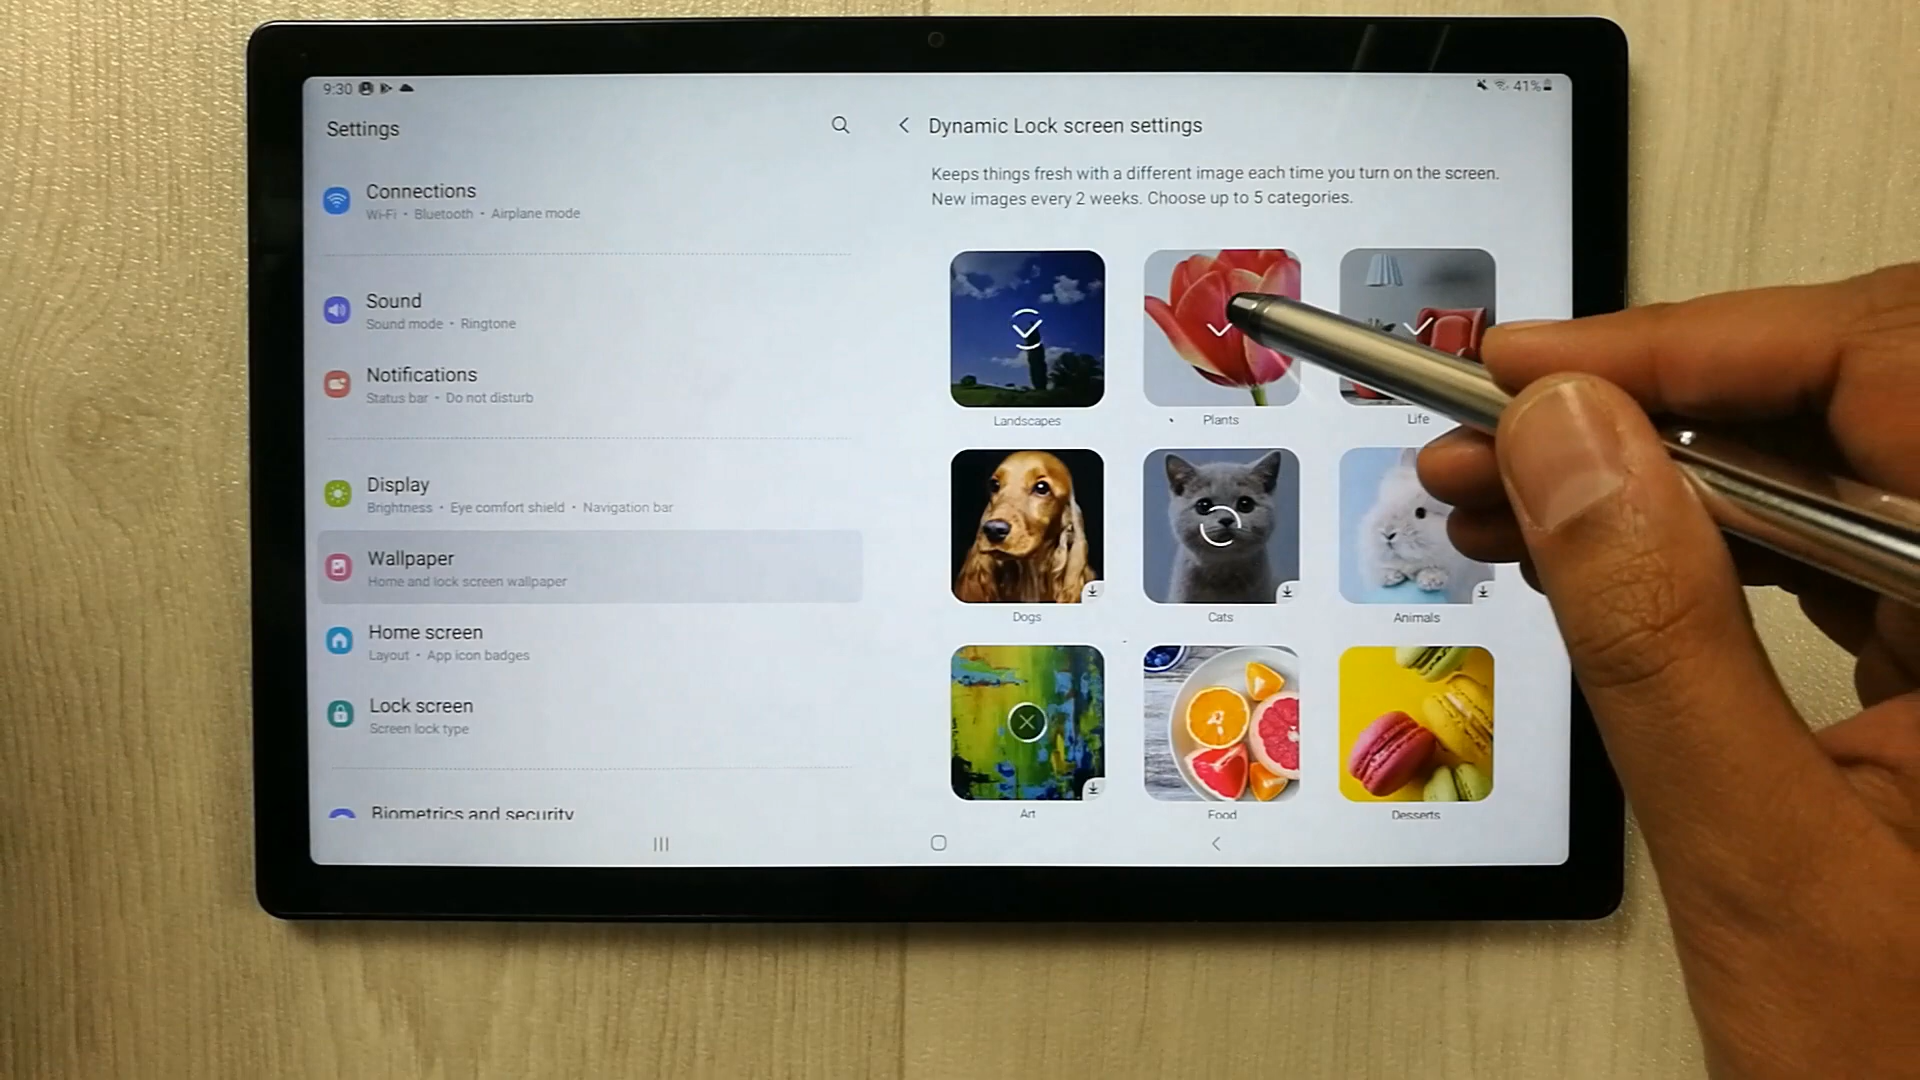 9:30
41%
Settings
Connections
Wi-Fi • Bluetooth • Airplane mode
Sound
Sound mode • Ringtone
Notifications
Status bar • Do not disturb
Display
Brightness • Eye comfort shield • Navigation bar
Wallpaper
Home and lock screen wallpaper
Home screen
Layout • App icon badges
Lock screen
Screen lock type
Biometrics and security
Dynamic Lock screen settings
Keeps things fresh with a different image each time you turn on the screen.
New images every 2 weeks. Choose up to 5 categories.
Landscapes
Plants
Life
Dogs
Cats
Animals
Art
Food
Desserts